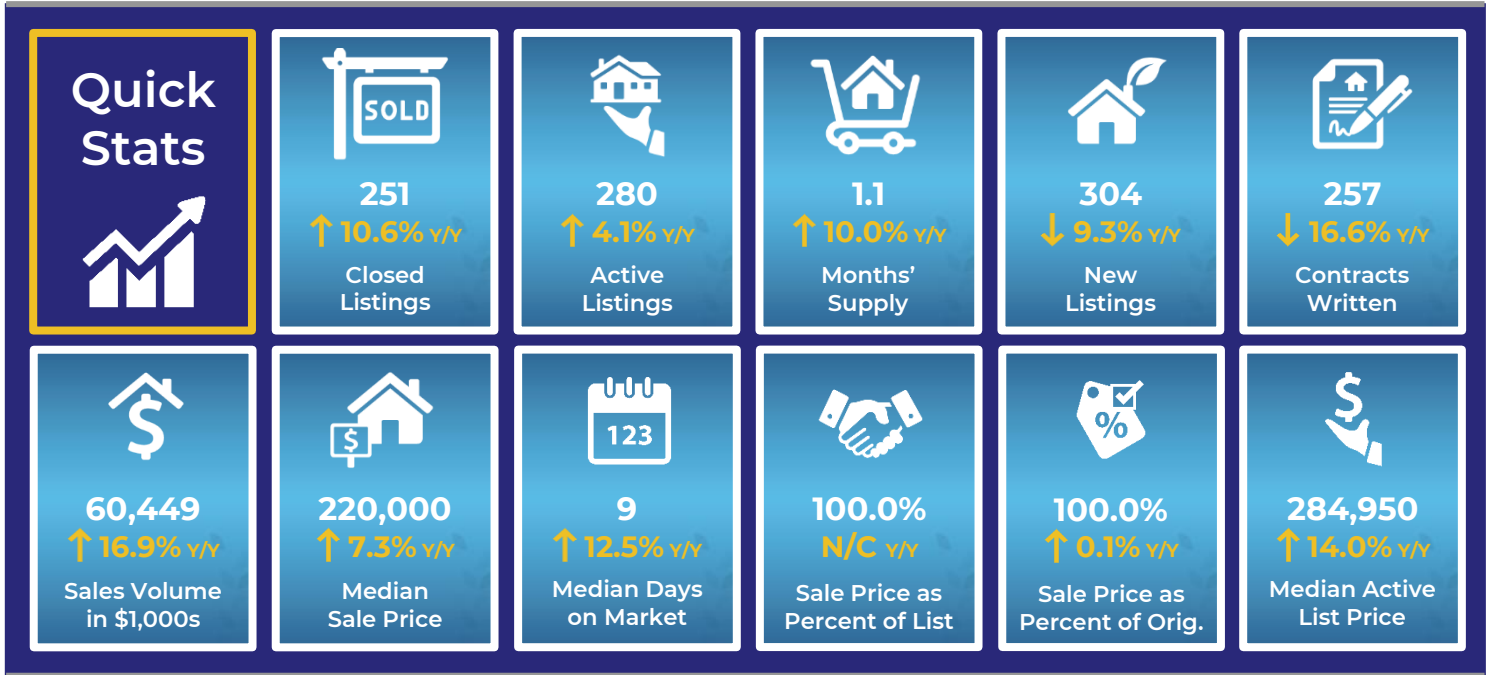 Quick
Stats
SOLD
251
↑ 10.6% Y/Y
Closed
Listings
280
↑ 4.1% Y/Y
Active
Listings
1.1
↑ 10.0% Y/Y
Months’
Supply
304
↓ 9.3% Y/Y
New
Listings
257
↓ 16.6% Y/Y
Contracts
Written
$
60,449
↑ 16.9% Y/Y
Sales Volume
in $1,000s
$
220,000
↑ 7.3% Y/Y
Median
Sale Price
123
9
↑ 12.5% Y/Y
Median Days
on Market
100.0%
N/C Y/Y
Sale Price as
Percent of List
%
100.0%
↑ 0.1% Y/Y
Sale Price as
Percent of Orig.
$
284,950
↑ 14.0% Y/Y
Median Active
List Price